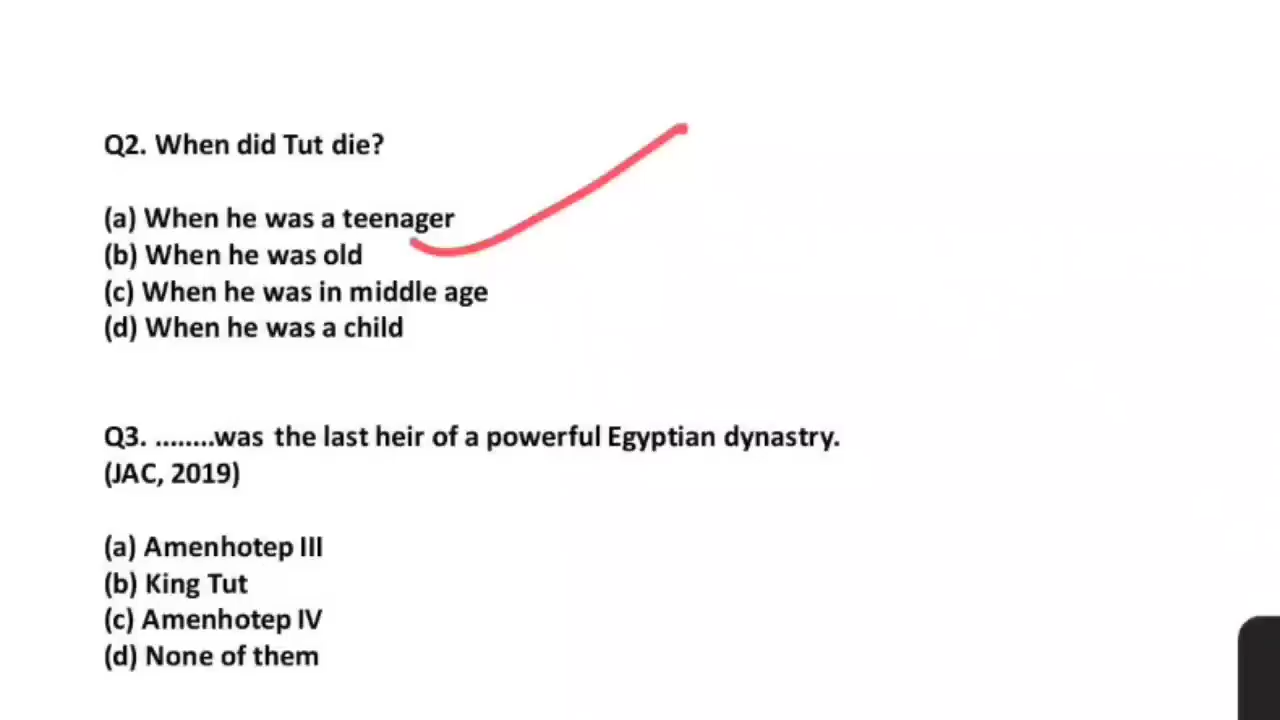 Q2. When did Tut die?
(a) When he was a teenager
(b) When he was old
(c) When he was in middle age
(d) When he was a child
Q3. ........was the last heir of a powerful Egyptian dynastry.
(JAC, 2019)
(a) Amenhotep III
(b) King Tut
(c) Amenhotep IV
(d) None of them